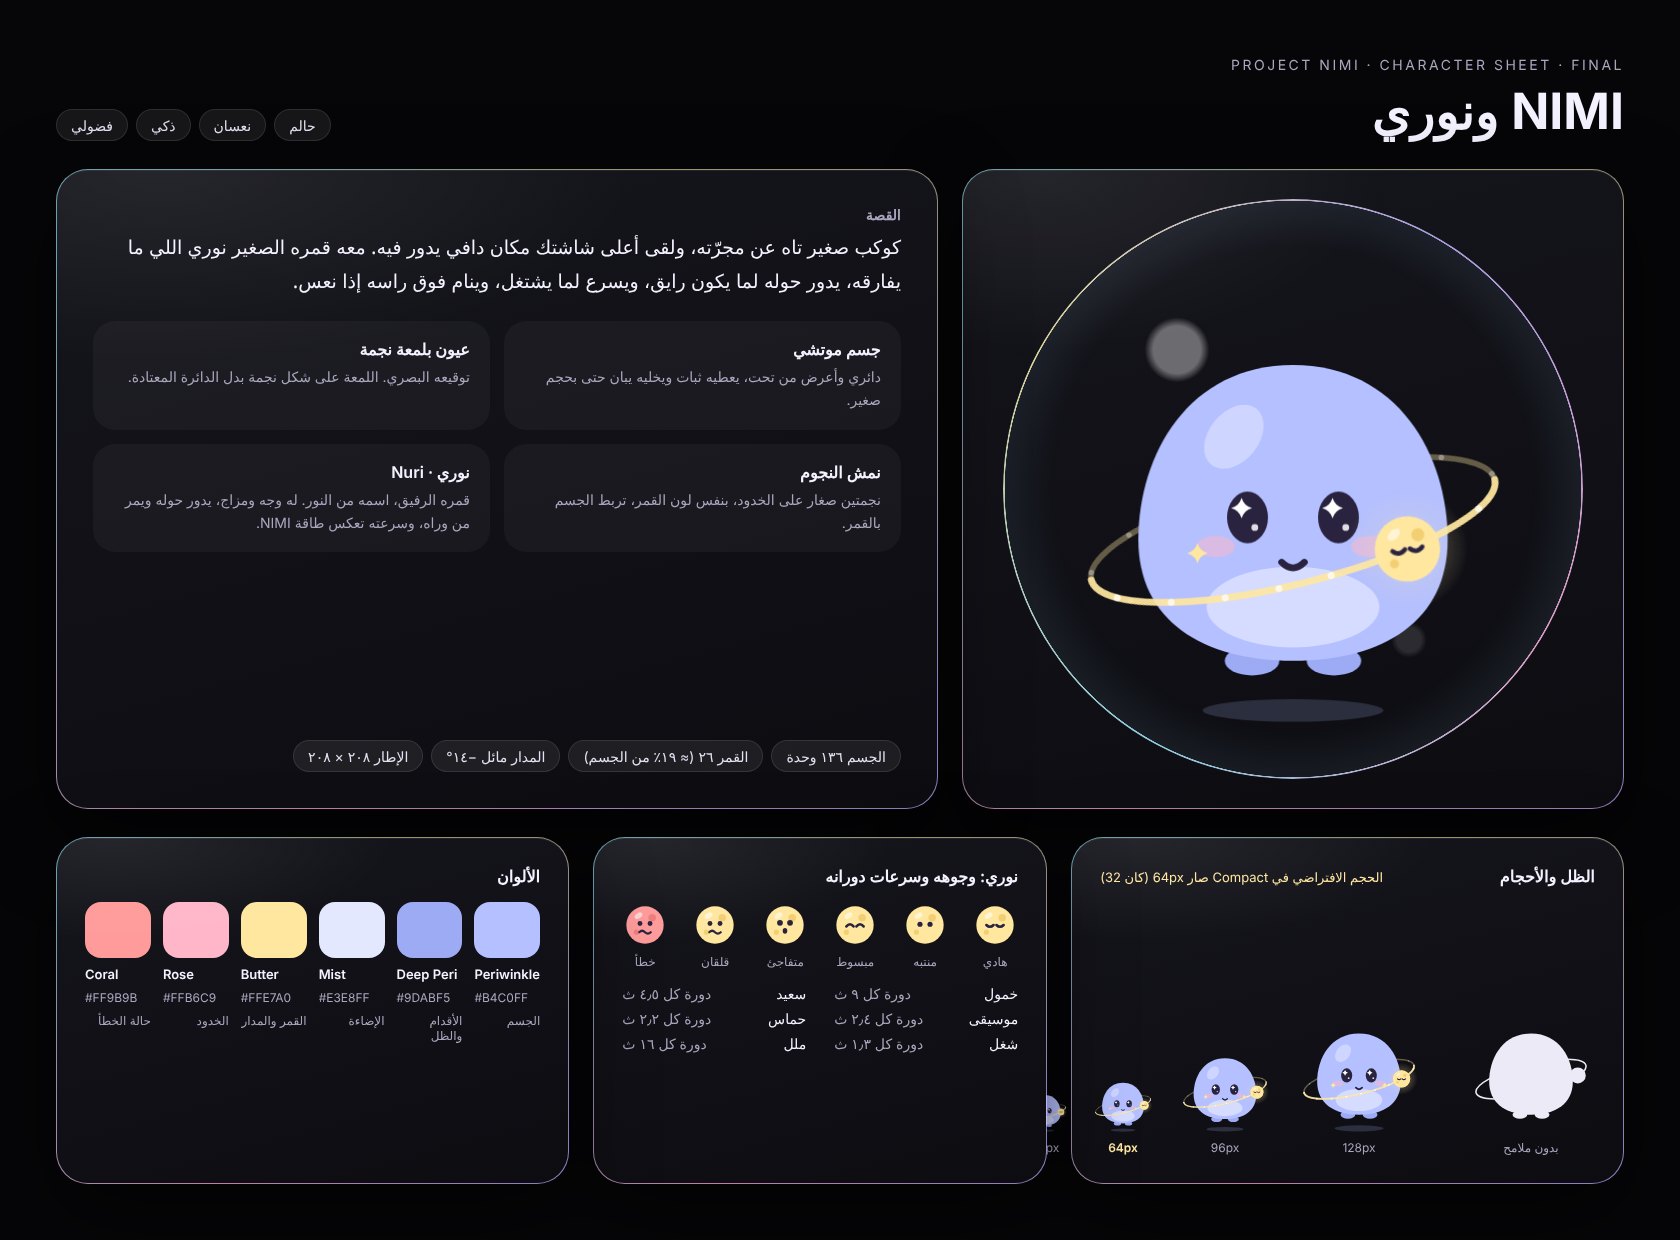 PROJECT NIMI · CHARACTER SHEET · FINAL
NIMI ونوري
حالم
نعسان
ذكي
فضولي
القصة
كوكب صغير تاه عن مجرّته، ولقى أعلى شاشتك مكان دافي يدور فيه. معه قمره الصغير نوري اللي ما
يفارقه، يدور حوله لما يكون رايق، ويسرع لما يشتغل، وينام فوق راسه إذا نعس.
جسم موتشي
دائري وأعرض من تحت، يعطيه ثبات ويخليه يبان حتى بحجم
صغير.
عيون بلمعة نجمة
توقيعه البصري. اللمعة على شكل نجمة بدل الدائرة المعتادة.
نمش النجوم
نجمتين صغار على الخدود، بنفس لون القمر، تربط الجسم
بالقمر.
نوري · Nuri
قمره الرفيق، اسمه من النور. له وجه ومزاج، يدور حوله ويمر
من وراه، وسرعته تعكس طاقة NIMI.
الجسم ١٣٦ وحدة
القمر ٢٦ (≈ ١٩٪ من الجسم)
المدار مائل −١٤°
الإطار ٢٠٨ × ٢٠٨
الظل والأحجام
الحجم الافتراضي في Compact صار 64px (كان 32)
بدون ملامح
128px
96px
64px
px
نوري: وجوهه وسرعات دورانه
هادي
منتبه
مبسوط
متفاجئ
قلقان
خطأ
خمول دورة كل ٩ ث
سعيد دورة كل ٤٫٥ ث
موسيقى دورة كل ٢٫٤ ث
حماس دورة كل ٢٫٢ ث
شغل دورة كل ١٫٣ ث
ملل دورة كل ١٦ ث
الألوان
Periwinkle
#B4C0FF
الجسم
Deep Peri
#9DABF5
الأقدام
والظل
Mist
#E3E8FF
الإضاءة
Butter
#FFE7A0
القمر والمدار
Rose
#FFB6C9
الخدود
Coral
#FF9B9B
حالة الخطأ